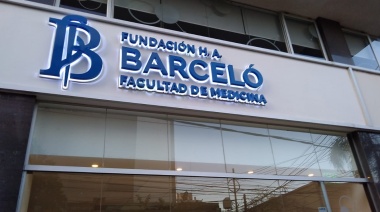 FUNDACIÓN H. A.
BARCELÓ
FACULTAD DE MEDICINA